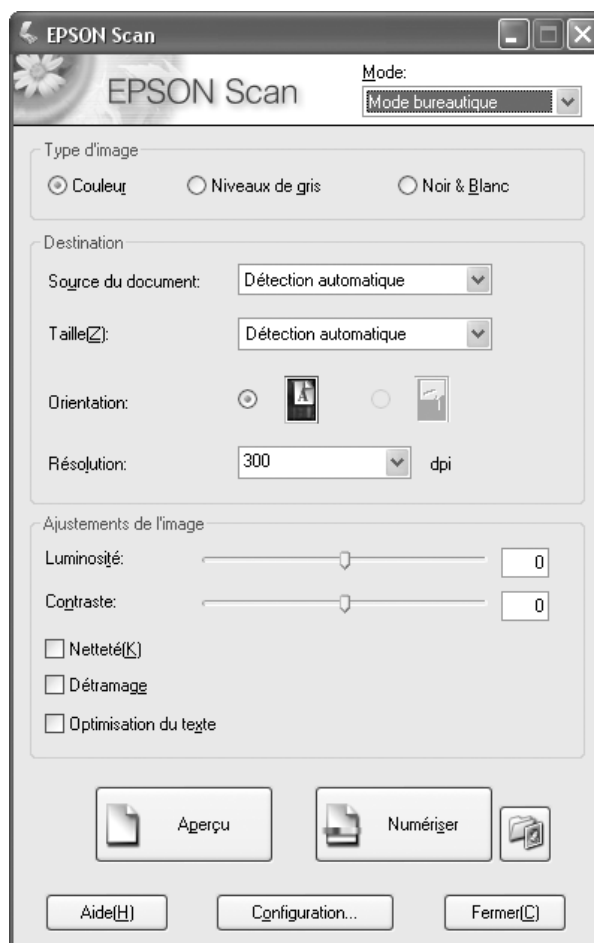 EPSON Scan
EPSON Scan
Mode:
Mode bureautique
Type d'image
Couleur Niveaux de gris Noir & Blanc
Destination
Source du document: Détection automatique
Taille(Z): Détection automatique
Orientation: A
Résolution: 300 dpi
Ajustements de l'image
Luminosité: 0
Contraste: 0
Netteté(K)
Détramage
Optimisation du texte
Aperçu Numériser
Aide(H) Configuration... Fermer(C)